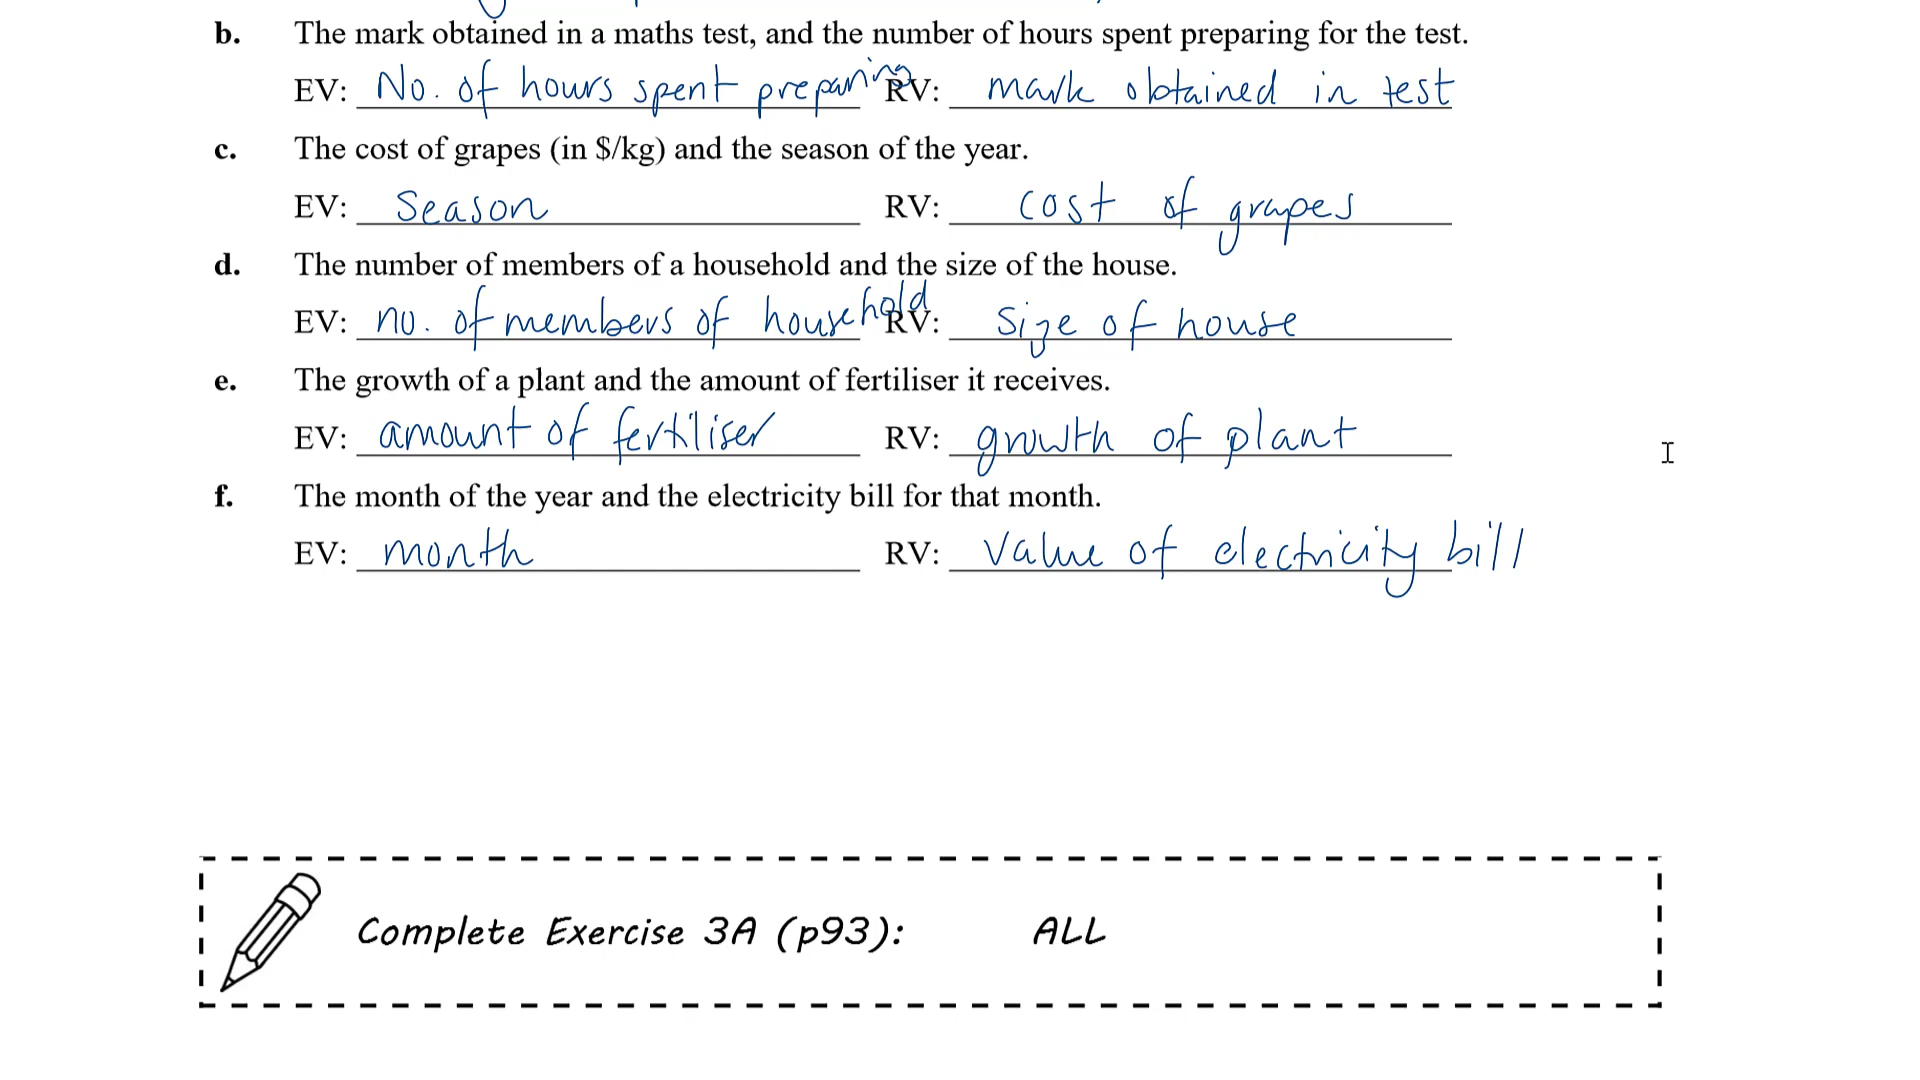 b. The mark obtained in a maths test, and the number of hours spent preparing for the test.
EV: No. of hours spent preparing RV: mark obtained in test
c. The cost of grapes (in $/kg) and the season of the year.
EV: Season RV: cost of grapes
d. The number of members of a household and the size of the house.
EV: no. of members of household RV: Size of house
e. The growth of a plant and the amount of fertiliser it receives.
EV: amount of fertiliser RV: growth of plant
f. The month of the year and the electricity bill for that month.
EV: month RV: Value of electricity bill
Complete Exercise 3A (p93): ALL